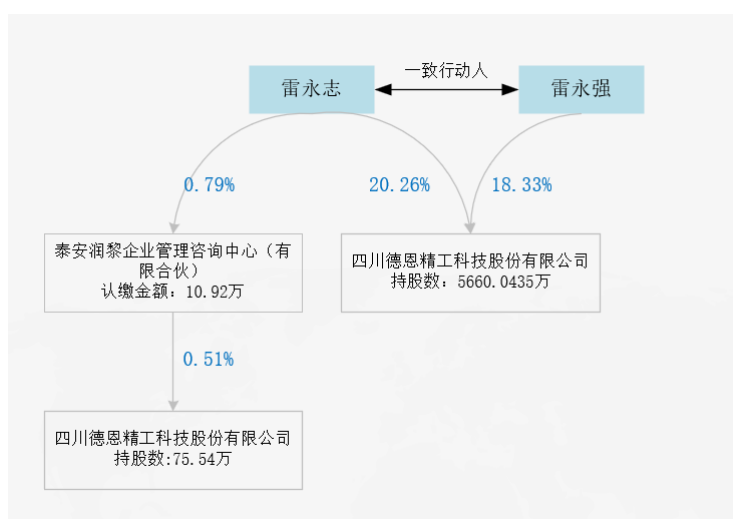 一致行动人
雷永志
雷永强
0.79%
20.26%
18.33%
泰安润黎企业管理咨询中心（有
限合伙）
认缴金额：10.92万
四川德恩精工科技股份有限公司
持股数：5660.0435万
0.51%
四川德恩精工科技股份有限公司
持股数:75.54万